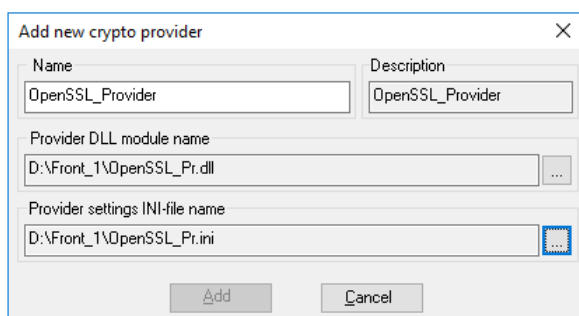 Add new crypto provider
Name
Description
OpenSSL_Provider
OpenSSL_Provider
Provider DLL module name
D:\Front_1\OpenSSL_Pr.dll
...
Provider settings INI-file name
D:\Front_1\OpenSSL_Pr.ini
...
Add
Cancel